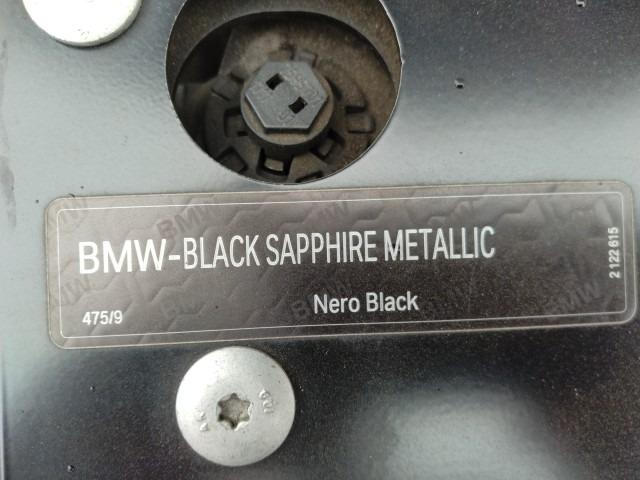 BMW-BLACK SAPPHIRE METALLIC
Nero Black
475/9
2 122 615